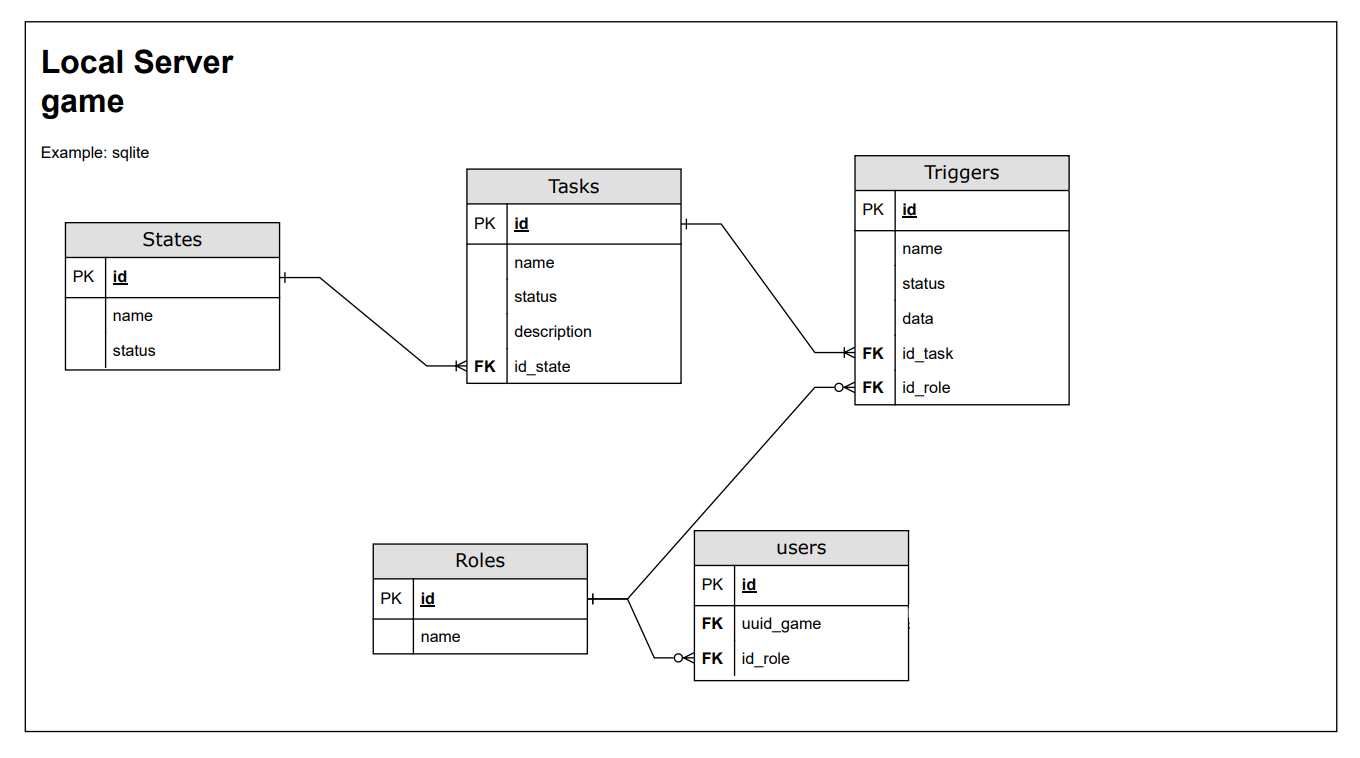 Local Server
game
Example: sqlite
States
PK id
name
status
Tasks
PK id
name
status
description
FK id_state
Triggers
PK id
name
status
data
FK id_task
FK id_role
Roles
PK id
name
users
PK id
FK uuid_game
FK id_role